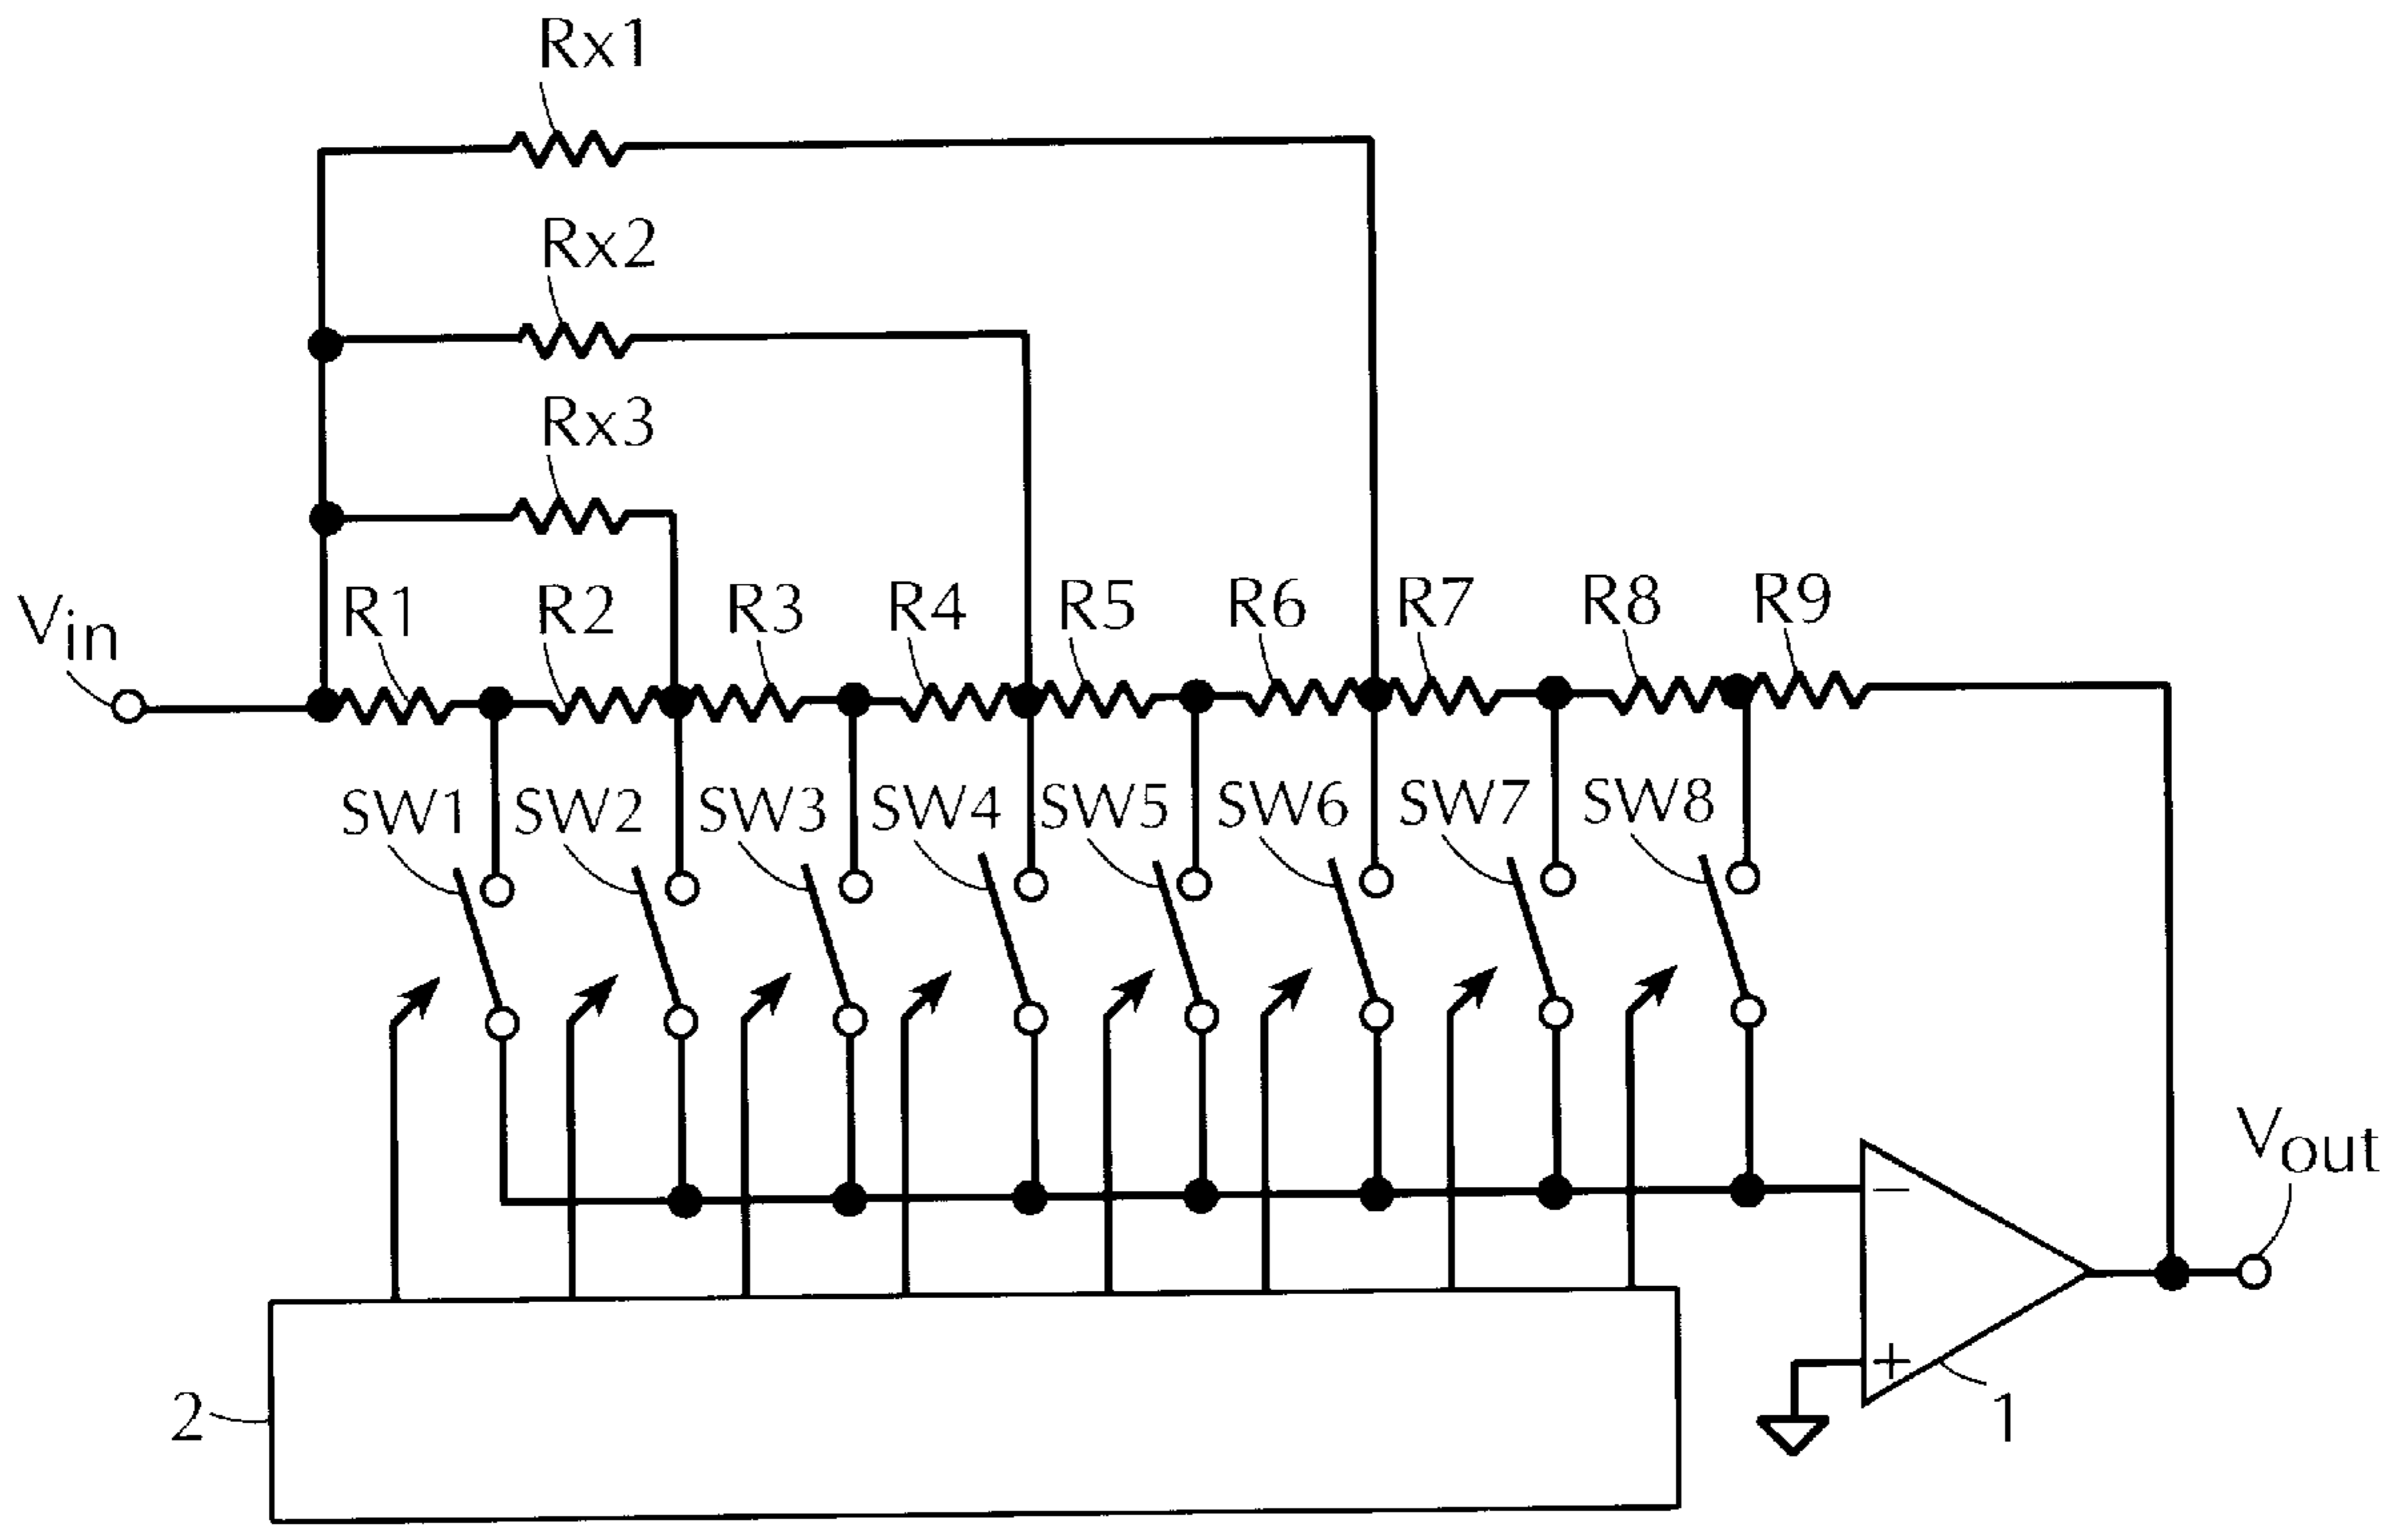 Rx1
Rx2
Rx3
Vin
R1 R2 R3 R4 R5 R6 R7 R8 R9
SW1 SW2 SW3 SW4 SW5 SW6 SW7 SW8
Vout
−
+
2
1